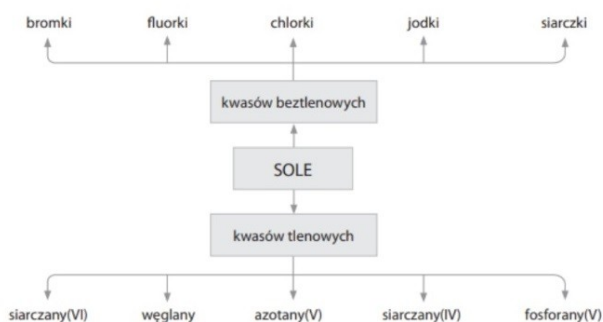 bromki fluorki chlorki jodki siarczki
kwasów beztlenowych
SOLE
kwasów tlenowych
siarczany(VI) węglany azotany(V) siarczany(IV) fosforany(V)